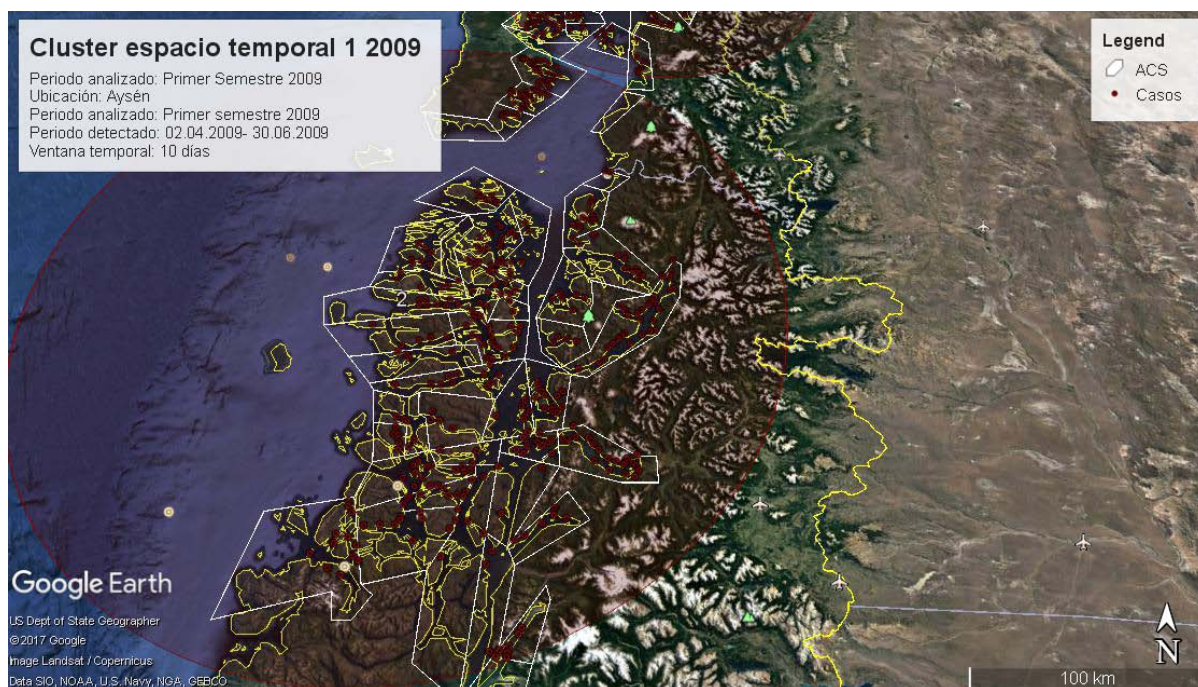 Cluster espacio temporal 1 2009
Periodo analizado: Primer Semestre 2009
Ubicación: Aysén
Periodo analizado: Primer semestre 2009
Periodo detectado: 02.04.2009- 30.06.2009
Ventana temporal: 10 días
Legend
ACS
Casos
2
Google Earth
US Dept of State Geographer
©2017 Google
Image Landsat / Copernicus
Data SIO, NOAA, U.S. Navy, NGA, GEBCO
N
100 km